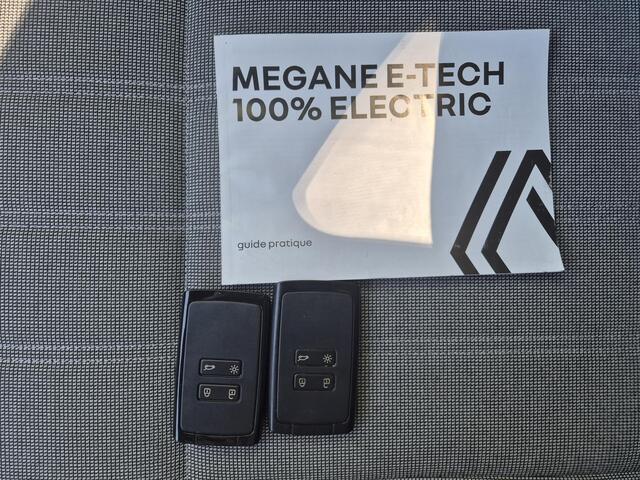 MEGANE E-TECH
100% ELECTRIC
guide pratique